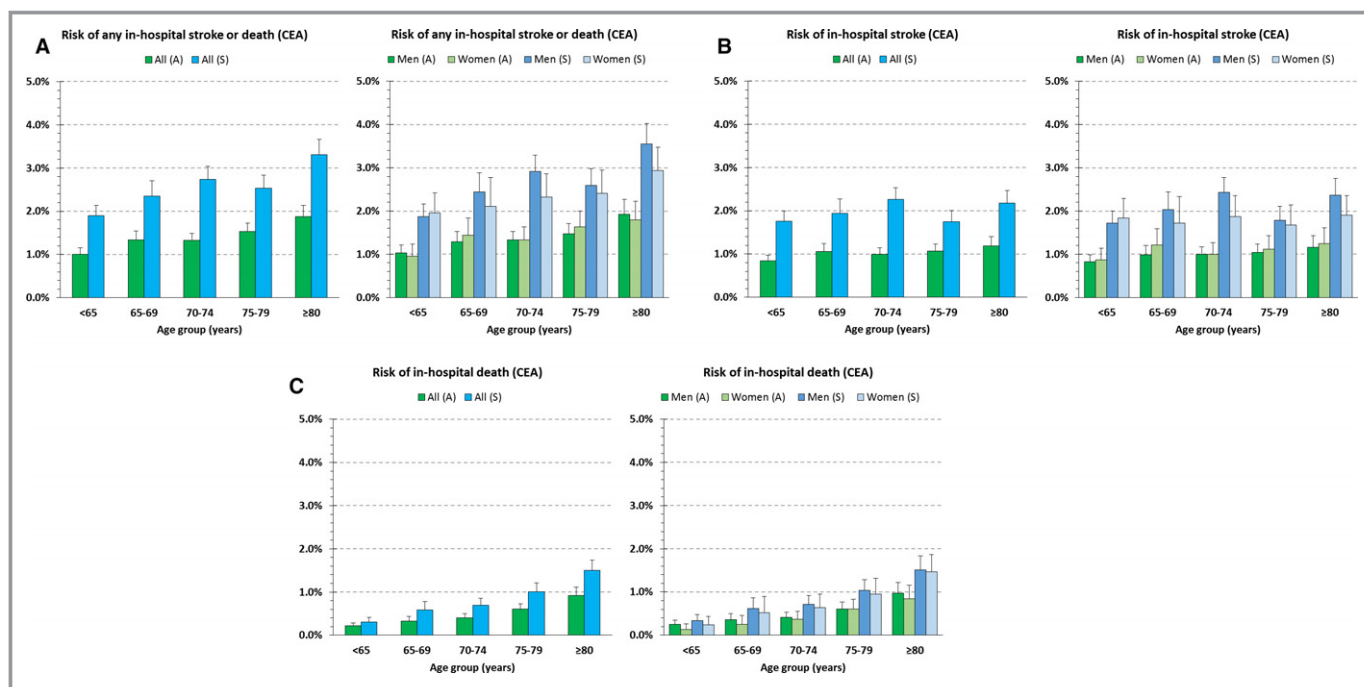 A
Risk of any in-hospital stroke or death (CEA)
All (A) All (S)
5.0%
4.0%
3.0%
2.0%
1.0%
0.0%
<65 65-69 70-74 75-79 ≥80
Age group (years)
Risk of any in-hospital stroke or death (CEA)
Men (A) Women (A) Men (S) Women (S)
5.0%
4.0%
3.0%
2.0%
1.0%
0.0%
<65 65-69 70-74 75-79 ≥80
Age group (years)
B
Risk of in-hospital stroke (CEA)
All (A) All (S)
5.0%
4.0%
3.0%
2.0%
1.0%
0.0%
<65 65-69 70-74 75-79 ≥80
Age group (years)
Risk of in-hospital stroke (CEA)
Men (A) Women (A) Men (S) Women (S)
5.0%
4.0%
3.0%
2.0%
1.0%
0.0%
<65 65-69 70-74 75-79 ≥80
Age group (years)
C
Risk of in-hospital death (CEA)
All (A) All (S)
5.0%
4.0%
3.0%
2.0%
1.0%
0.0%
<65 65-69 70-74 75-79 ≥80
Age group (years)
Risk of in-hospital death (CEA)
Men (A) Women (A) Men (S) Women (S)
5.0%
4.0%
3.0%
2.0%
1.0%
0.0%
<65 65-69 70-74 75-79 ≥80
Age group (years)